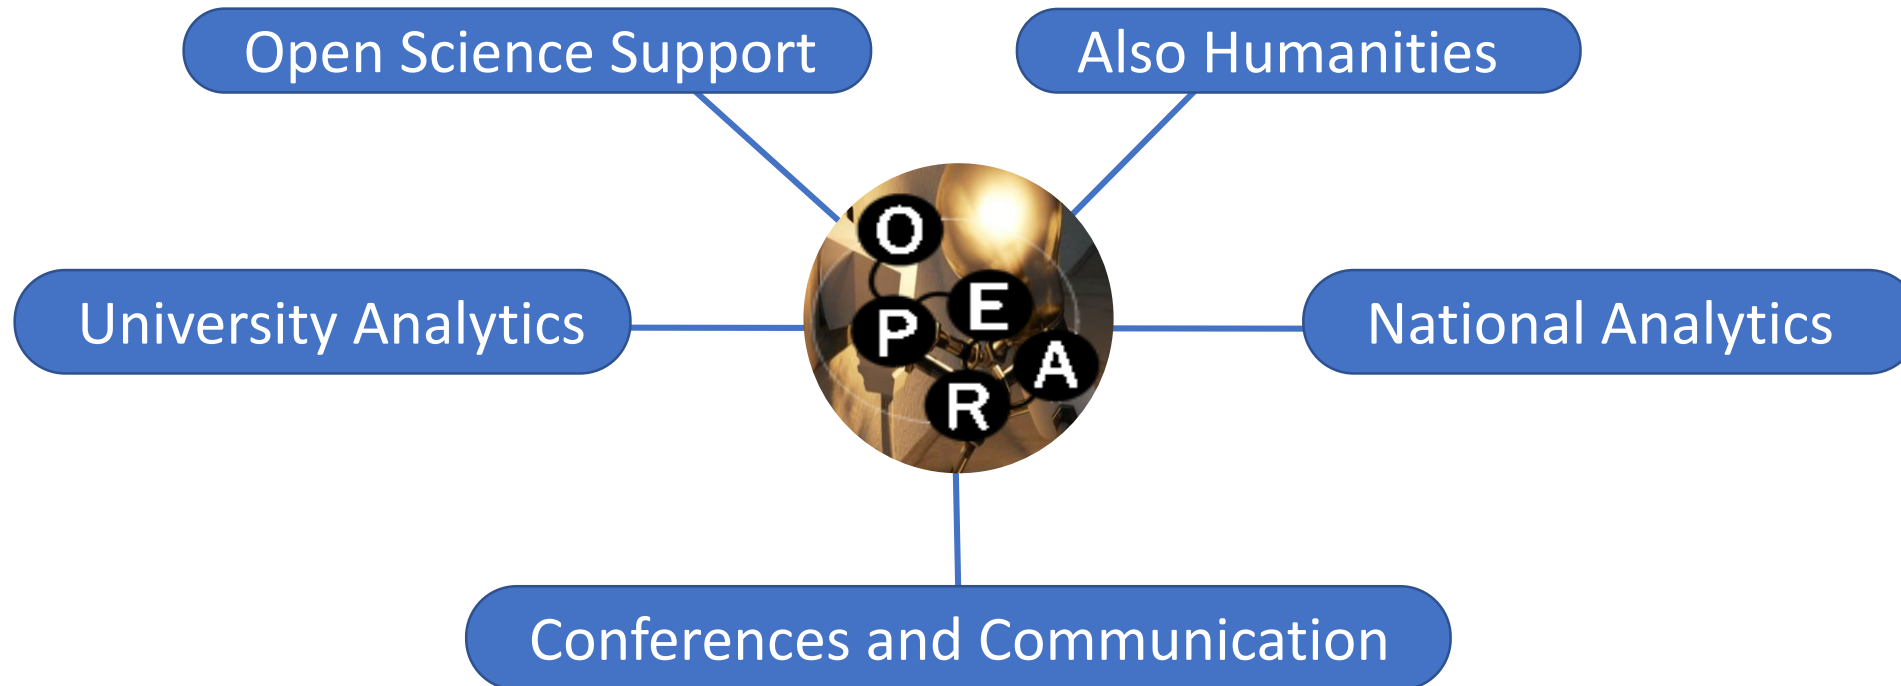 Open Science Support
Also Humanities
O
P
E
R
A
University Analytics
National Analytics
Conferences and Communication